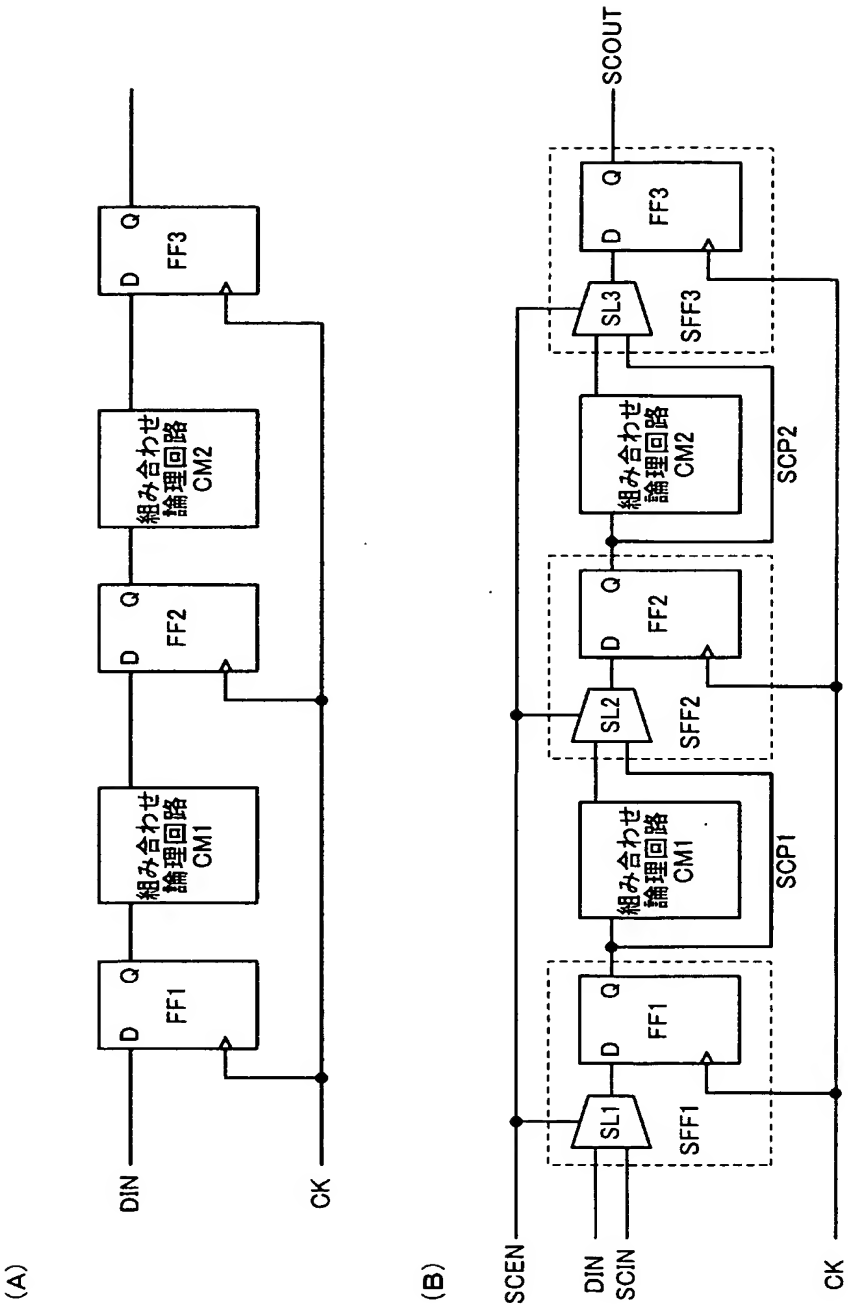 (A)
DIN
CK
D
Q
FF1
組み合わせ
論理回路
CM1
D
Q
FF2
組み合わせ
論理回路
CM2
D
Q
FF3
(B)
SCEN
DIN
SCIN
CK
SL1
D
Q
FF1
SFF1
組み合わせ
論理回路
CM1
SCP1
SL2
D
Q
FF2
SFF2
組み合わせ
論理回路
CM2
SCP2
SL3
D
Q
FF3
SFF3
SCOUT